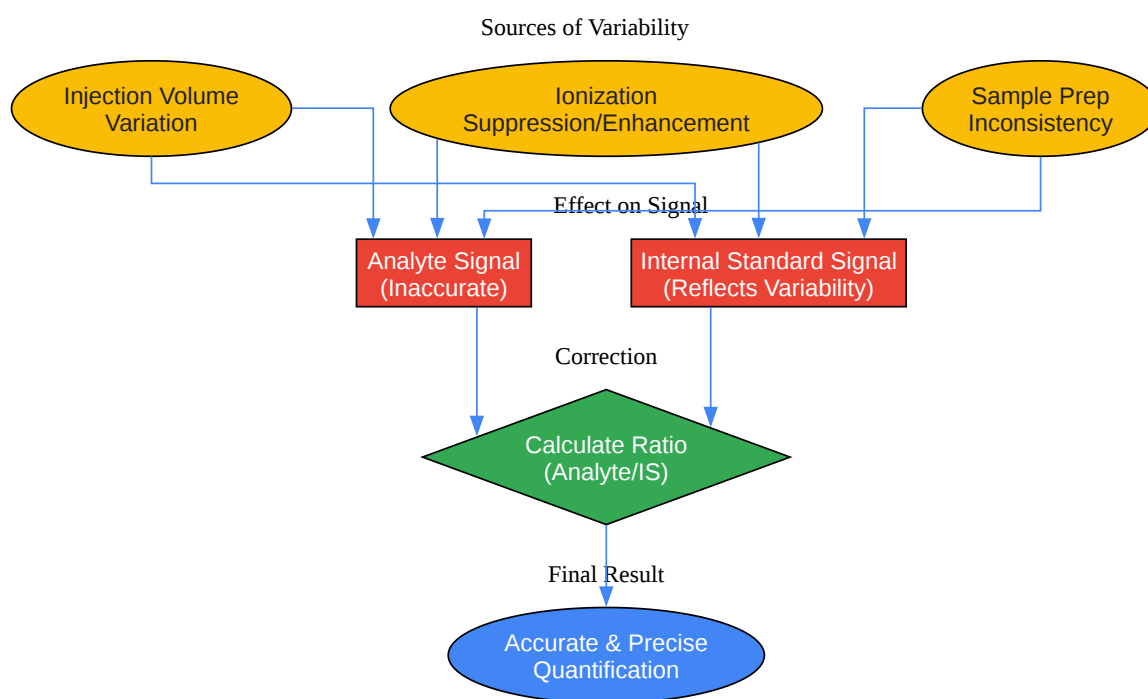 Sources of Variability
Injection Volume
Variation
Ionization
Suppression/Enhancement
Sample Prep
Inconsistency
Effect on Signal
Analyte Signal
(Inaccurate)
Internal Standard Signal
(Reflects Variability)
Correction
Calculate Ratio
(Analyte/IS)
Final Result
Accurate & Precise
Quantification